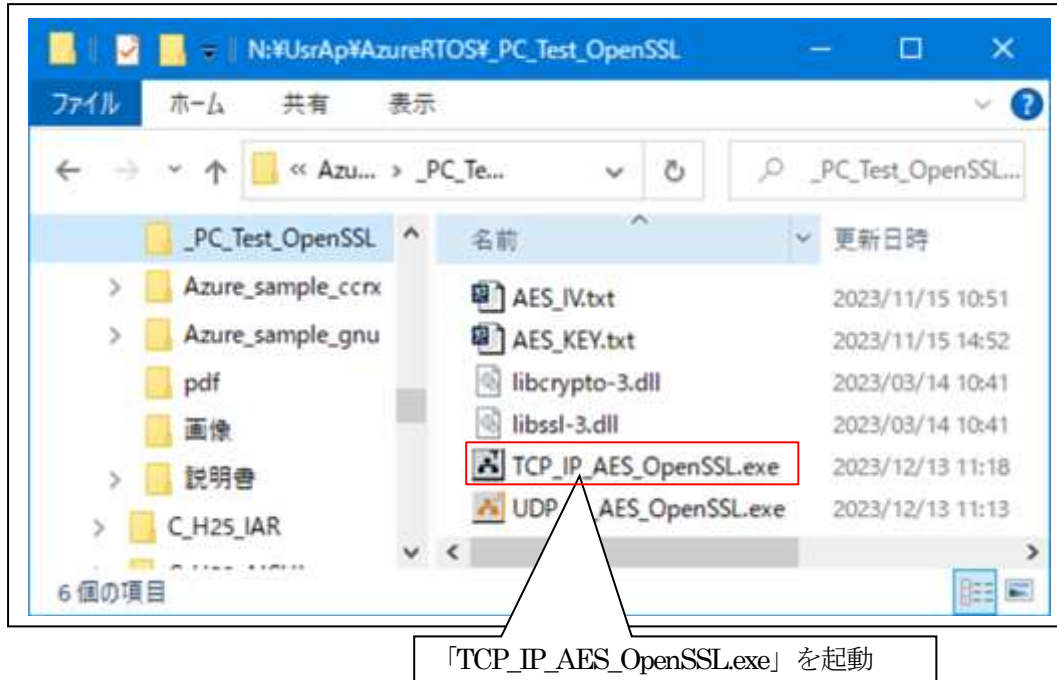 N:¥UsrAp¥AzureRTOS¥_PC_Test_OpenSSL
ファイル ホーム 共有 表示
« Azu... › _PC_Te... _PC_Test_OpenSSL...
_PC_Test_OpenSSL
Azure_sample_ccrx
Azure_sample_gnu
pdf
画像
説明書
C_H25_IAR
名前 更新日時
AES_IV.txt 2023/11/15 10:51
AES_KEY.txt 2023/11/15 14:52
libcrypto-3.dll 2023/03/14 10:41
libssl-3.dll 2023/03/14 10:41
TCP_IP_AES_OpenSSL.exe 2023/12/13 11:18
UDP AES_OpenSSL.exe 2023/12/13 11:13
6 個の項目
「TCP_IP_AES_OpenSSL.exe」を起動